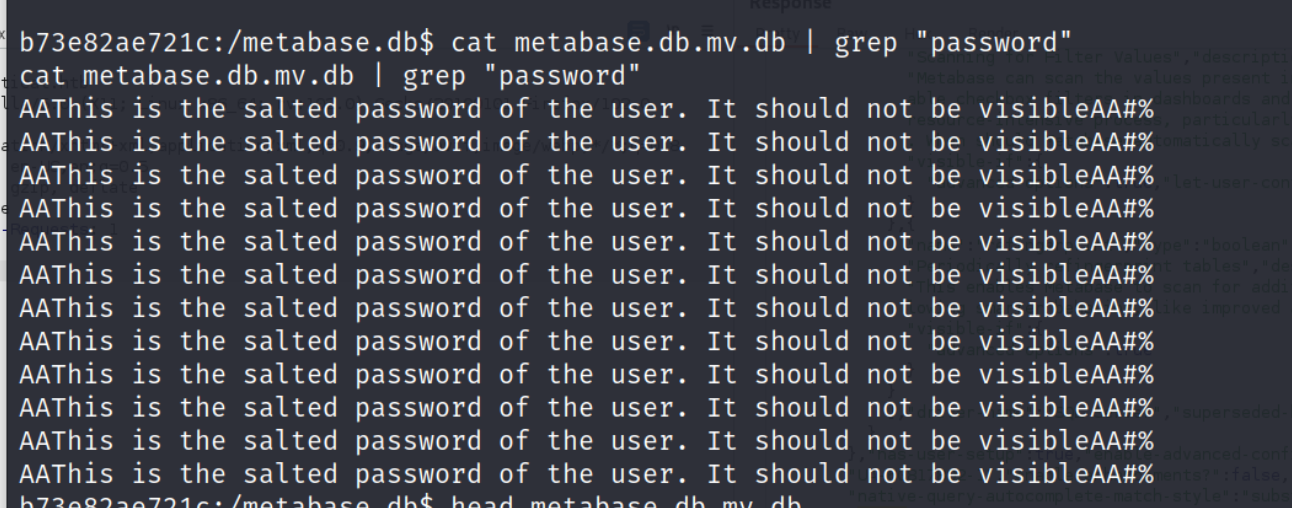 Response
b73e82ae721c:/metabase.db$ cat metabase.db.mv.db | grep "password"
cat metabase.db.mv.db | grep "password"
AAThis is the salted password of the user. It should not be visibleAA#%
AAThis is the salted password of the user. It should not be visibleAA#%
AAThis is the salted password of the user. It should not be visibleAA#%
AAThis is the salted password of the user. It should not be visibleAA#%
AAThis is the salted password of the user. It should not be visibleAA#%
AAThis is the salted password of the user. It should not be visibleAA#%
AAThis is the salted password of the user. It should not be visibleAA#%
AAThis is the salted password of the user. It should not be visibleAA#%
AAThis is the salted password of the user. It should not be visibleAA#%
AAThis is the salted password of the user. It should not be visibleAA#%
AAThis is the salted password of the user. It should not be visibleAA#%
AAThis is the salted password of the user. It should not be visibleAA#%
b73e82ae721c:/metabase.db$ head metabase.db.mv.db